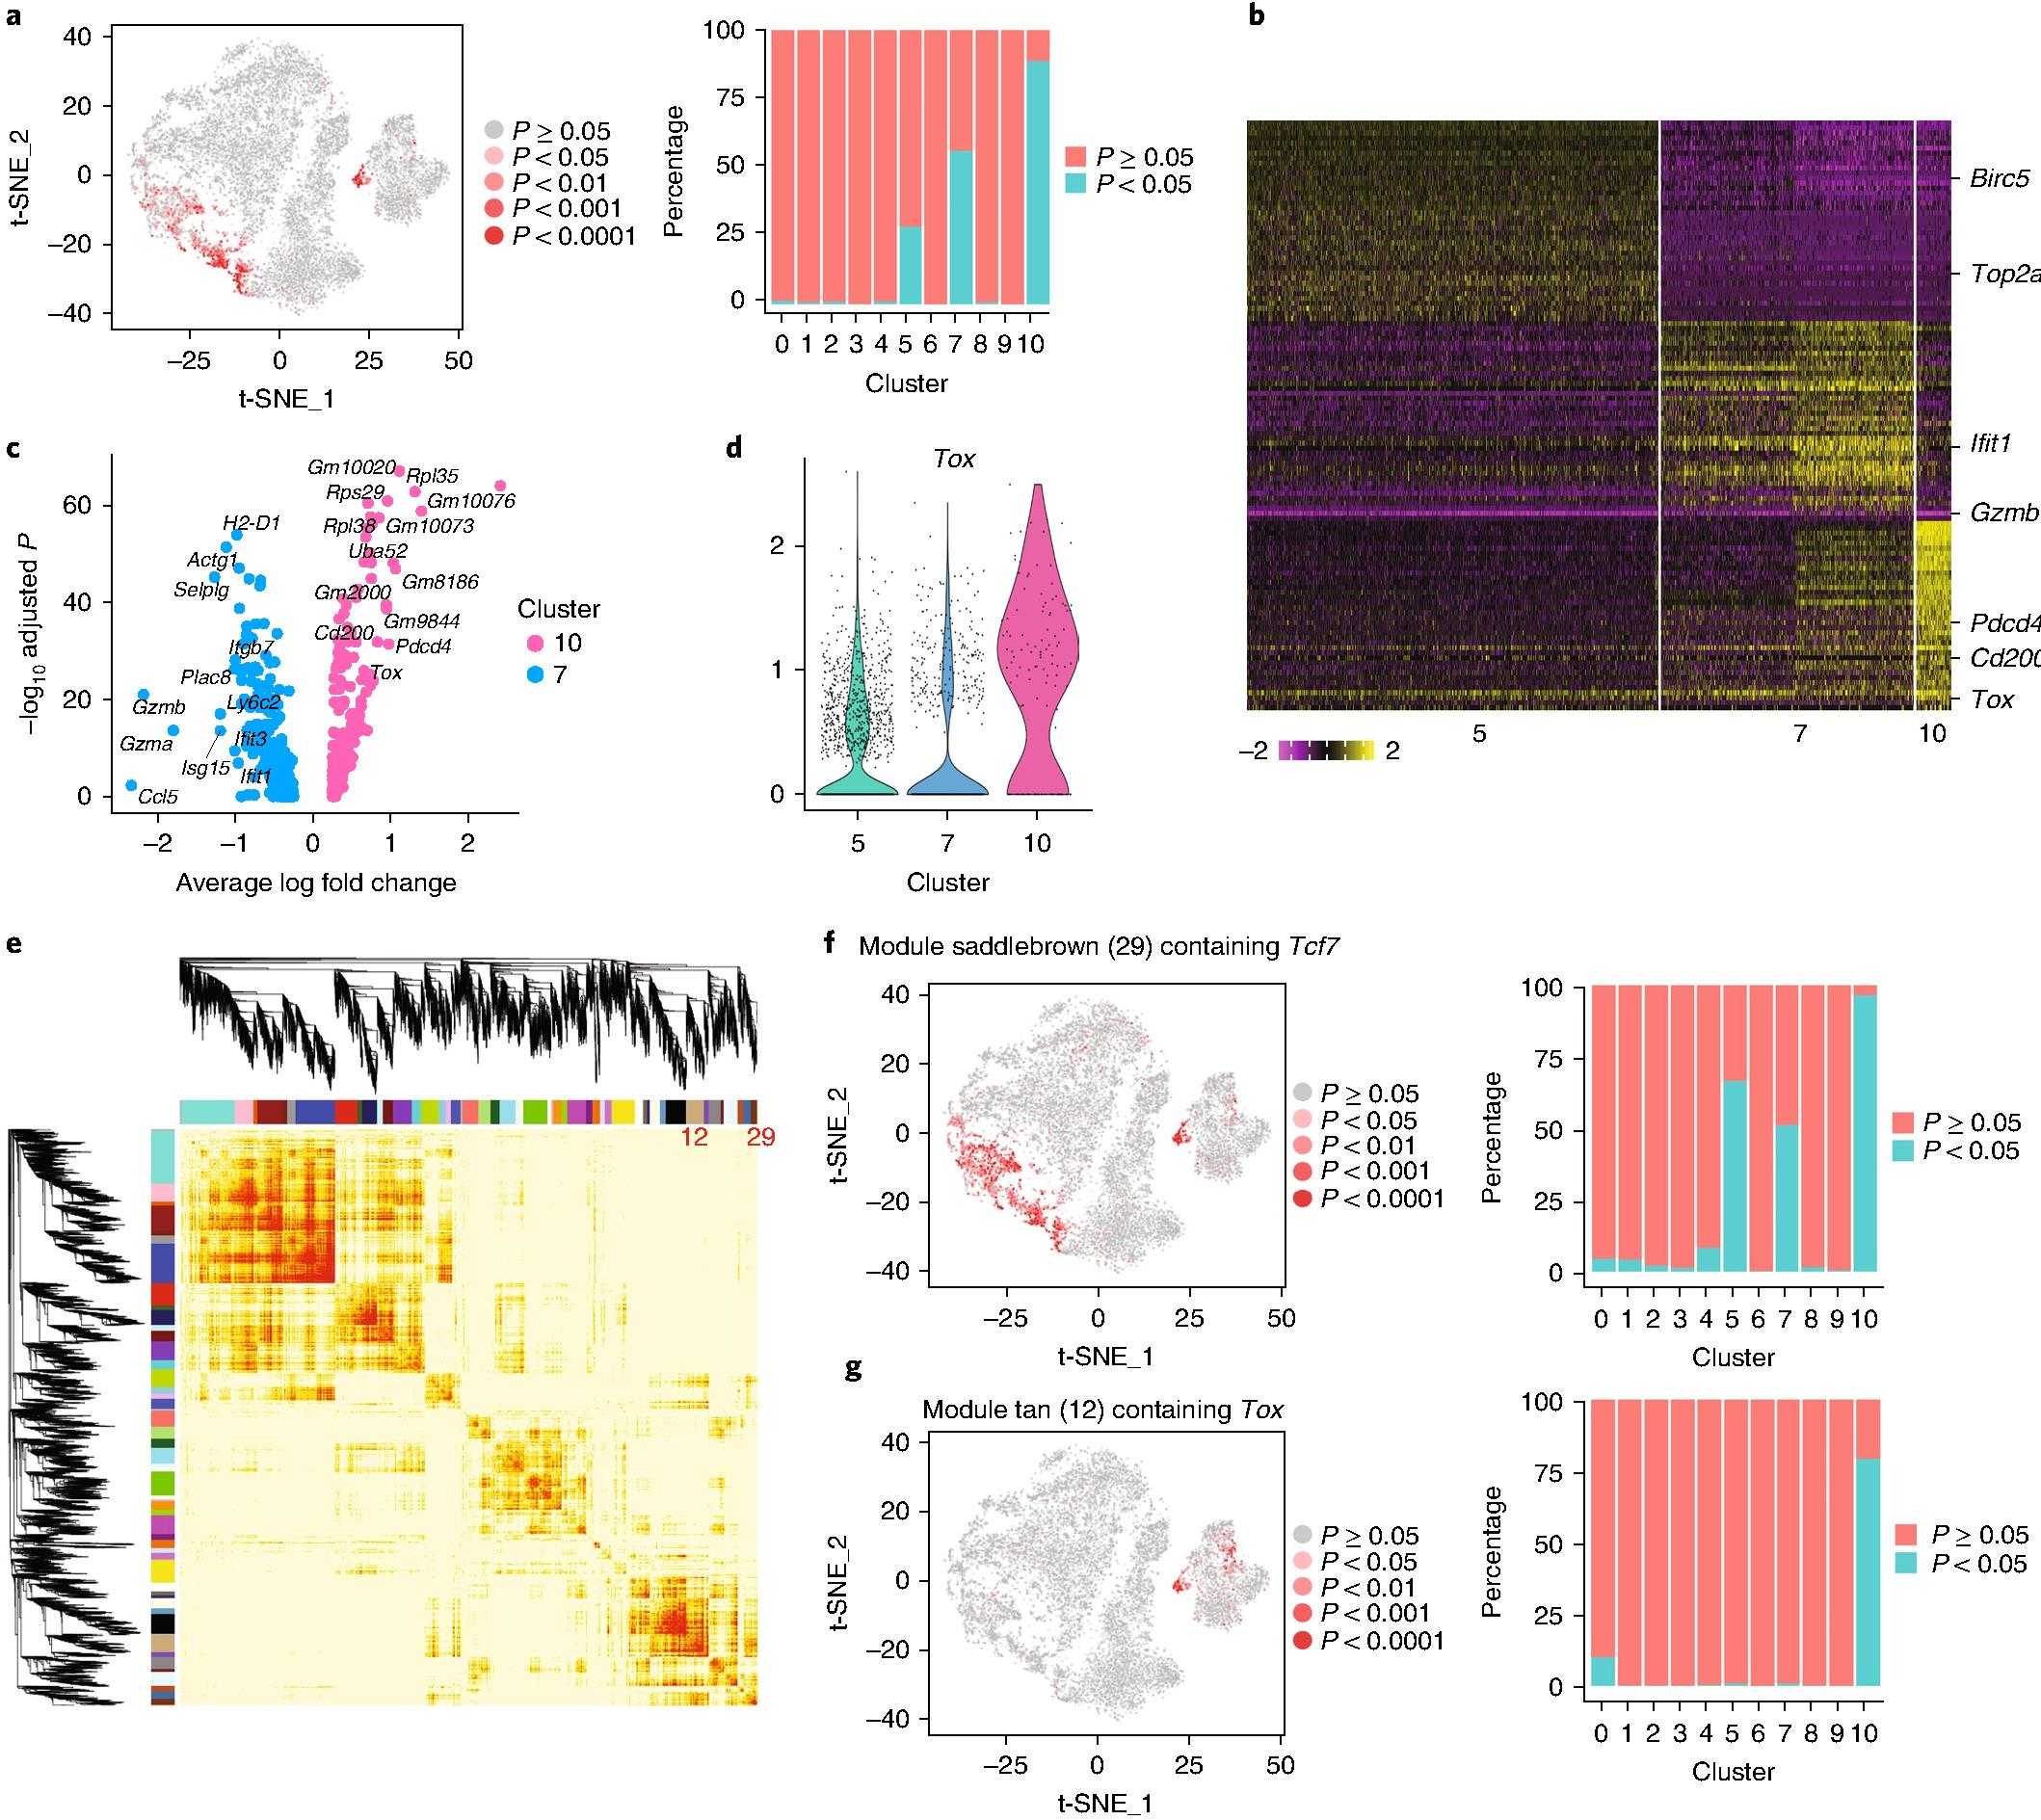 a
40
20
0
−20
−40
t-SNE_2
−25 0 25 50
t-SNE_1
P ≥ 0.05
P < 0.05
P < 0.01
P < 0.001
P < 0.0001
100
75
50
25
0
Percentage
0 1 2 3 4 5 6 7 8 9 10
Cluster
P ≥ 0.05
P < 0.05
b
Birc5
Top2a
Ifit1
Gzmb
Pdcd4
Cd200
Tox
5 7 10
−2 2
c
60
40
20
0
−log10 adjusted P
Gm10020
Rpl35
Rps29
Gm10076
H2-D1
Rpl38
Gm10073
Actg1
Uba52
Selplg
Gm8186
Gm2000
Gm9844
Cd200
Itgb7
Pdcd4
Plac8
Tox
Gzmb
Ly6c2
Gzma
Ifit3
Isg15
Ifit1
Ccl5
−2 −1 0 1 2
Average log fold change
Cluster
10
7
d
Tox
2
1
0
5 7 10
Cluster
e
12 29
f
Module saddlebrown (29) containing Tcf7
40
20
0
−20
−40
t-SNE_2
−25 0 25 50
t-SNE_1
P ≥ 0.05
P < 0.05
P < 0.01
P < 0.001
P < 0.0001
100
75
50
25
0
Percentage
0 1 2 3 4 5 6 7 8 9 10
Cluster
P ≥ 0.05
P < 0.05
g
Module tan (12) containing Tox
40
20
0
−20
−40
t-SNE_2
−25 0 25 50
t-SNE_1
P ≥ 0.05
P < 0.05
P < 0.01
P < 0.001
P < 0.0001
100
75
50
25
0
Percentage
0 1 2 3 4 5 6 7 8 9 10
Cluster
P ≥ 0.05
P < 0.05